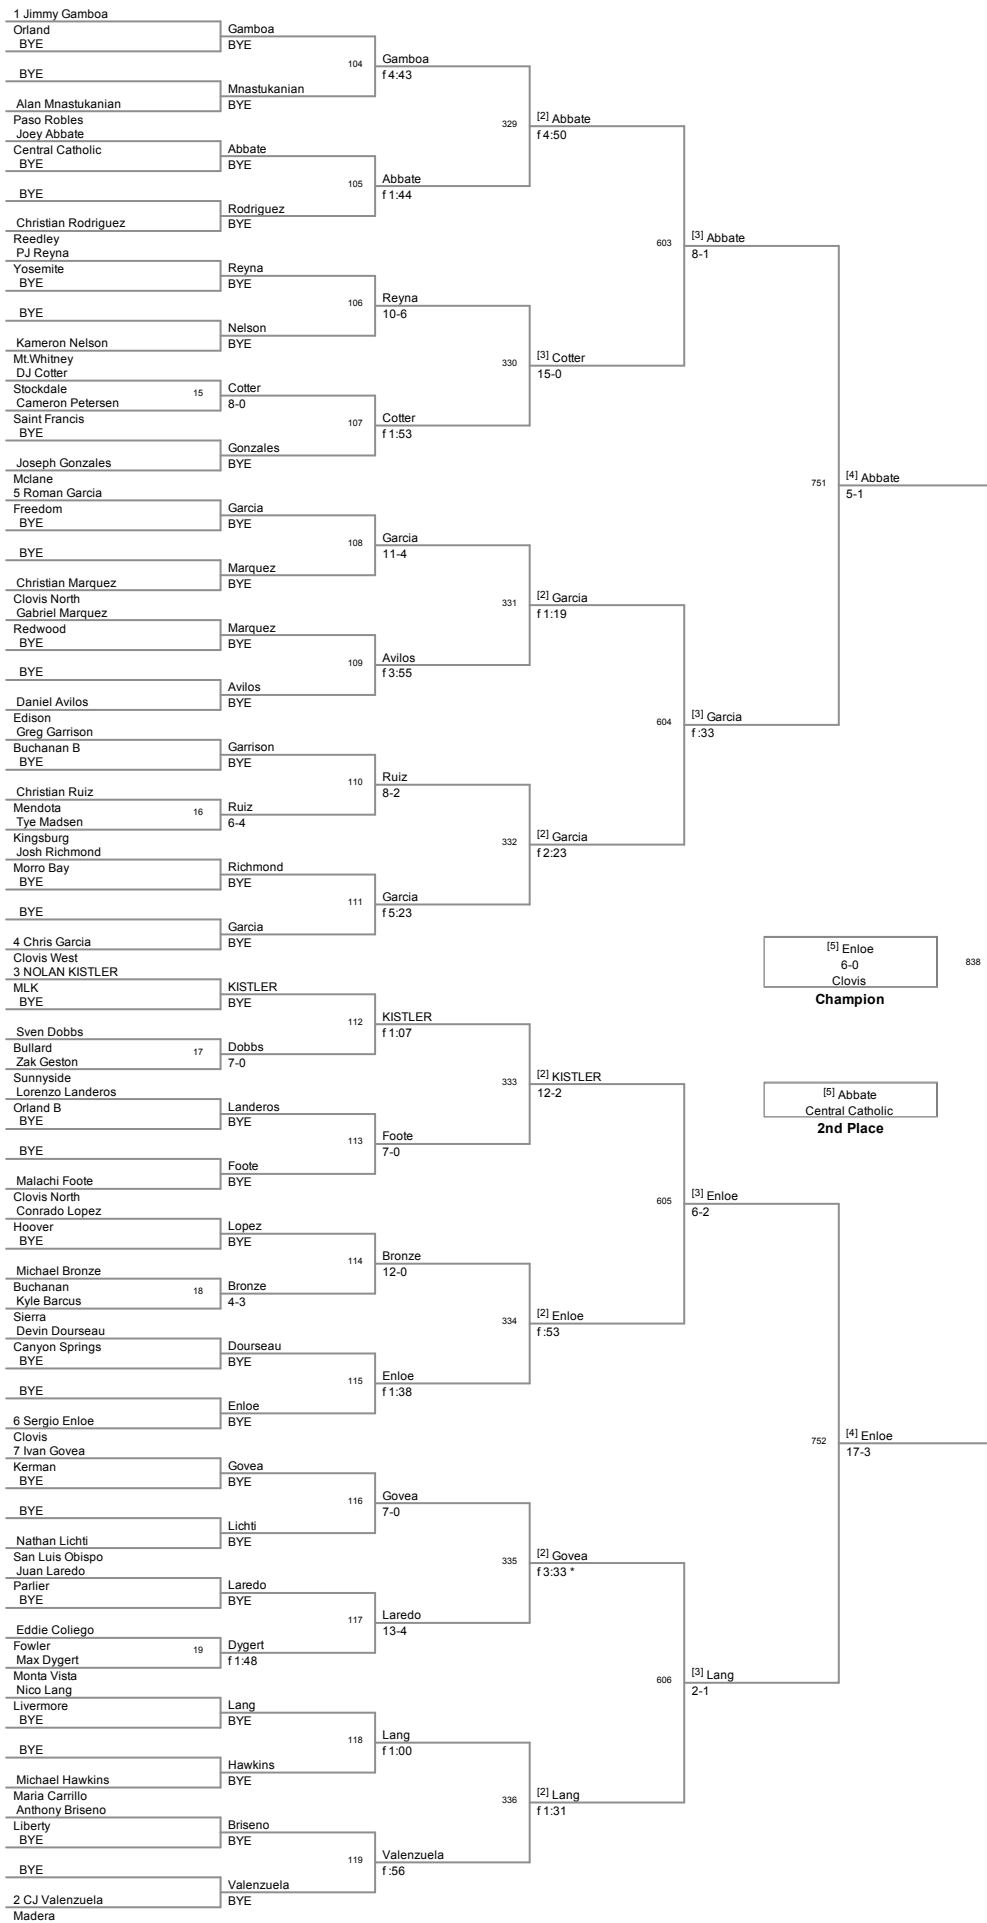 1 Jimmy Gamboa
Orland
BYE
BYE
Alan Mnastukanian
Paso Robles
Joey Abbate
Central Catholic
BYE
BYE
Christian Rodriguez
Reedley
PJ Reyna
Yosemite
BYE
BYE
Kameron Nelson
Mt.Whitney
DJ Cotter
Stockdale
Cameron Petersen
Saint Francis
BYE
Joseph Gonzales
Mclane
5 Roman Garcia
Freedom
BYE
BYE
Christian Marquez
Clovis North
Gabriel Marquez
Redwood
BYE
BYE
Daniel Avilos
Edison
Greg Garrison
Buchanan B
BYE
Christian Ruiz
Mendota
Tye Madsen
Kingsburg
Josh Richmond
Morro Bay
BYE
BYE
4 Chris Garcia
Clovis West
3 NOLAN KISTLER
MLK
BYE
Sven Dobbs
Bullard
Zak Geston
Sunnyside
Lorenzo Landeros
Orland B
BYE
BYE
Malachi Foote
Clovis North
Conrado Lopez
Hoover
BYE
Michael Bronze
Buchanan
Kyle Barcus
Sierra
Devin Dourseau
Canyon Springs
BYE
BYE
6 Sergio Enloe
Clovis
7 Ivan Govea
Kerman
BYE
BYE
Nathan Lichti
San Luis Obispo
Juan Laredo
Parlier
BYE
Eddie Coliego
Fowler
Max Dygert
Monta Vista
Nico Lang
Livermore
BYE
BYE
Michael Hawkins
Maria Carrillo
Anthony Briseno
Liberty
BYE
BYE
2 CJ Valenzuela
Madera
15
16
17
18
19
Gamboa
BYE
Mnastukanian
BYE
Abbate
BYE
Rodriguez
BYE
Reyna
BYE
Nelson
BYE
Cotter
8-0
Gonzales
BYE
Garcia
BYE
Marquez
BYE
Marquez
BYE
Avilos
BYE
Garrison
BYE
Ruiz
6-4
Richmond
BYE
Garcia
BYE
KISTLER
BYE
Dobbs
7-0
Landeros
BYE
Foote
BYE
Lopez
BYE
Bronze
4-3
Dourseau
BYE
Enloe
BYE
Govea
BYE
Lichti
BYE
Laredo
BYE
Dygert
f 1:48
Lang
BYE
Hawkins
BYE
Briseno
BYE
Valenzuela
BYE
104
105
106
107
108
109
110
111
112
113
114
115
116
117
118
119
Gamboa
f 4:43
Abbate
f 1:44
Reyna
10-6
Cotter
f 1:53
Garcia
11-4
Avilos
f 3:55
Ruiz
8-2
Garcia
f 5:23
KISTLER
f 1:07
Foote
7-0
Bronze
12-0
Enloe
f 1:38
Govea
7-0
Laredo
13-4
Lang
f 1:00
Valenzuela
f :56
329
330
331
332
333
334
335
336
[2] Abbate
f 4:50
[3] Cotter
15-0
[2] Garcia
f 1:19
[2] Garcia
f 2:23
[2] KISTLER
12-2
[2] Enloe
f :53
[2] Govea
f 3:33 *
[2] Lang
f 1:31
603
604
605
606
[3] Abbate
8-1
[3] Garcia
f :33
[3] Enloe
6-2
[3] Lang
2-1
751
752
[4] Abbate
5-1
[4] Enloe
17-3
[5] Enloe
6-0
Clovis
Champion
838
[5] Abbate
Central Catholic
2nd Place